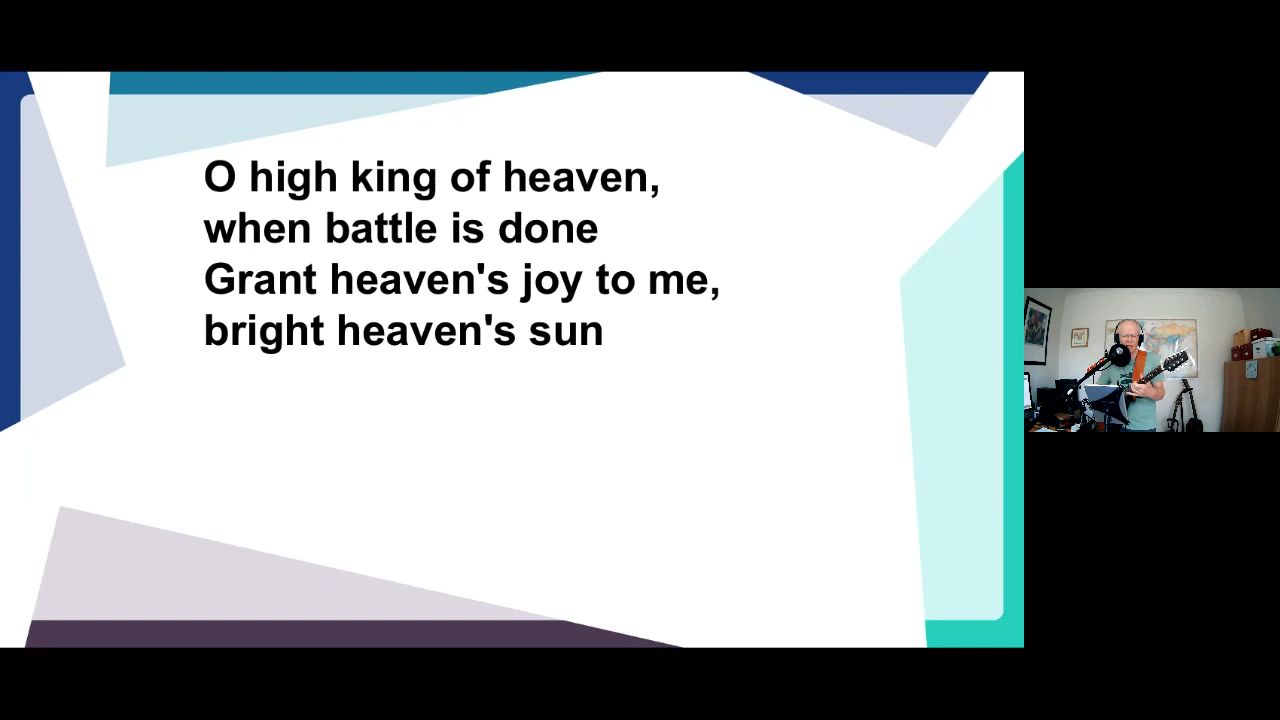 O high king of heaven,
when battle is done
Grant heaven's joy to me,
bright heaven's sun